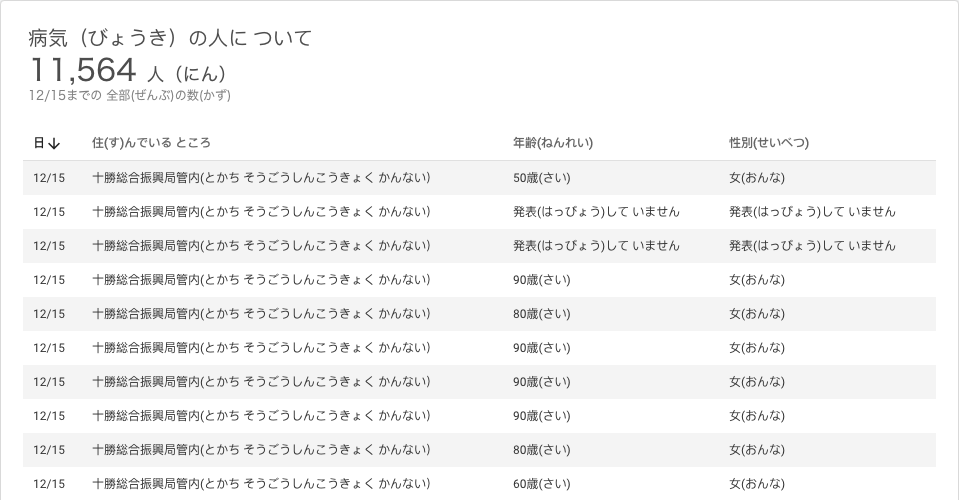 病気（びょうき）の人に ついて
11,564 人（にん）
12/15までの 全部(ぜんぶ)の数(かず)
日↓ 住(す)んでいる ところ 年齢(ねんれい) 性別(せいべつ)
12/15 十勝総合振興局管内(とかち そうごうしんこうきょく かんない) 50歳(さい) 女(おんな)
12/15 十勝総合振興局管内(とかち そうごうしんこうきょく かんない) 発表(はっぴょう)して いません 発表(はっぴょう)して いません
12/15 十勝総合振興局管内(とかち そうごうしんこうきょく かんない) 発表(はっぴょう)して いません 発表(はっぴょう)して いません
12/15 十勝総合振興局管内(とかち そうごうしんこうきょく かんない) 90歳(さい) 女(おんな)
12/15 十勝総合振興局管内(とかち そうごうしんこうきょく かんない) 80歳(さい) 女(おんな)
12/15 十勝総合振興局管内(とかち そうごうしんこうきょく かんない) 90歳(さい) 女(おんな)
12/15 十勝総合振興局管内(とかち そうごうしんこうきょく かんない) 90歳(さい) 女(おんな)
12/15 十勝総合振興局管内(とかち そうごうしんこうきょく かんない) 90歳(さい) 女(おんな)
12/15 十勝総合振興局管内(とかち そうごうしんこうきょく かんない) 80歳(さい) 女(おんな)
12/15 十勝総合振興局管内(とかち そうごうしんこうきょく かんない) 60歳(さい) 女(おんな)